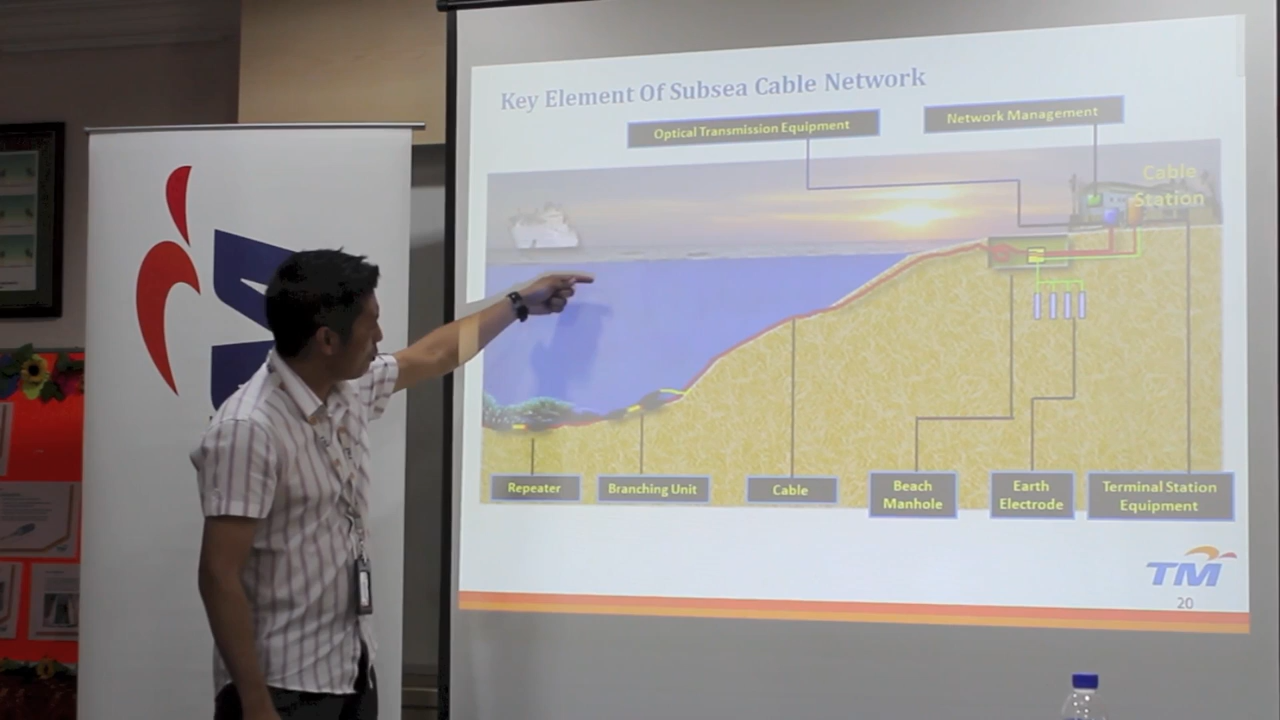 Key Element Of Subsea Cable Network
Optical Transmission Equipment
Network Management
Cable
Station
Repeater
Branching Unit
Cable
Beach
Manhole
Earth
Electrode
Terminal Station
Equipment
TM
20